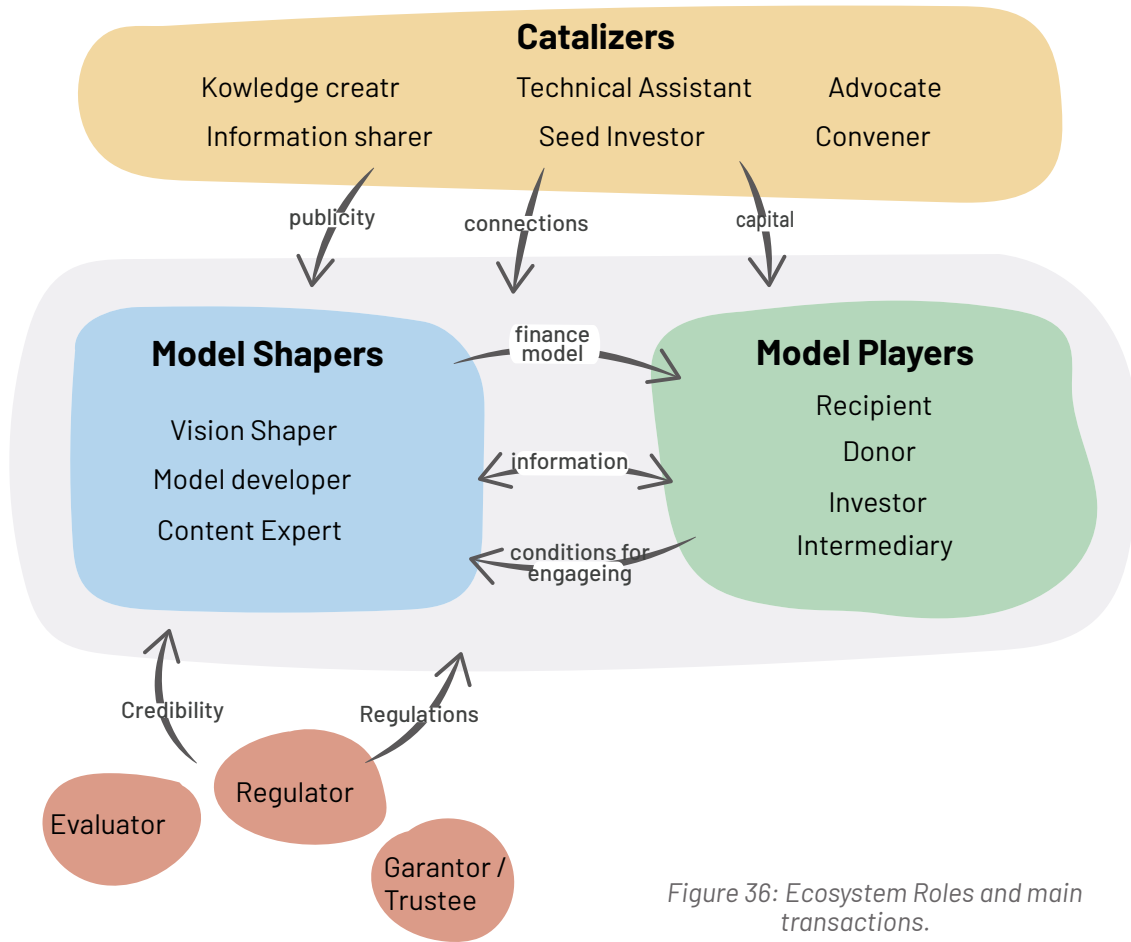 Catalizers
Kowledge creatr
Technical Assistant
Advocate
Information sharer
Seed Investor
Convener
publicity
connections
capital
Model Shapers
Vision Shaper
Model developer
Content Expert
finance
model
information
conditions for
engageing
Model Players
Recipient
Donor
Investor
Intermediary
Credibility
Regulations
Evaluator
Regulator
Garantor /
Trustee
Figure 36: Ecosystem Roles and main
transactions.